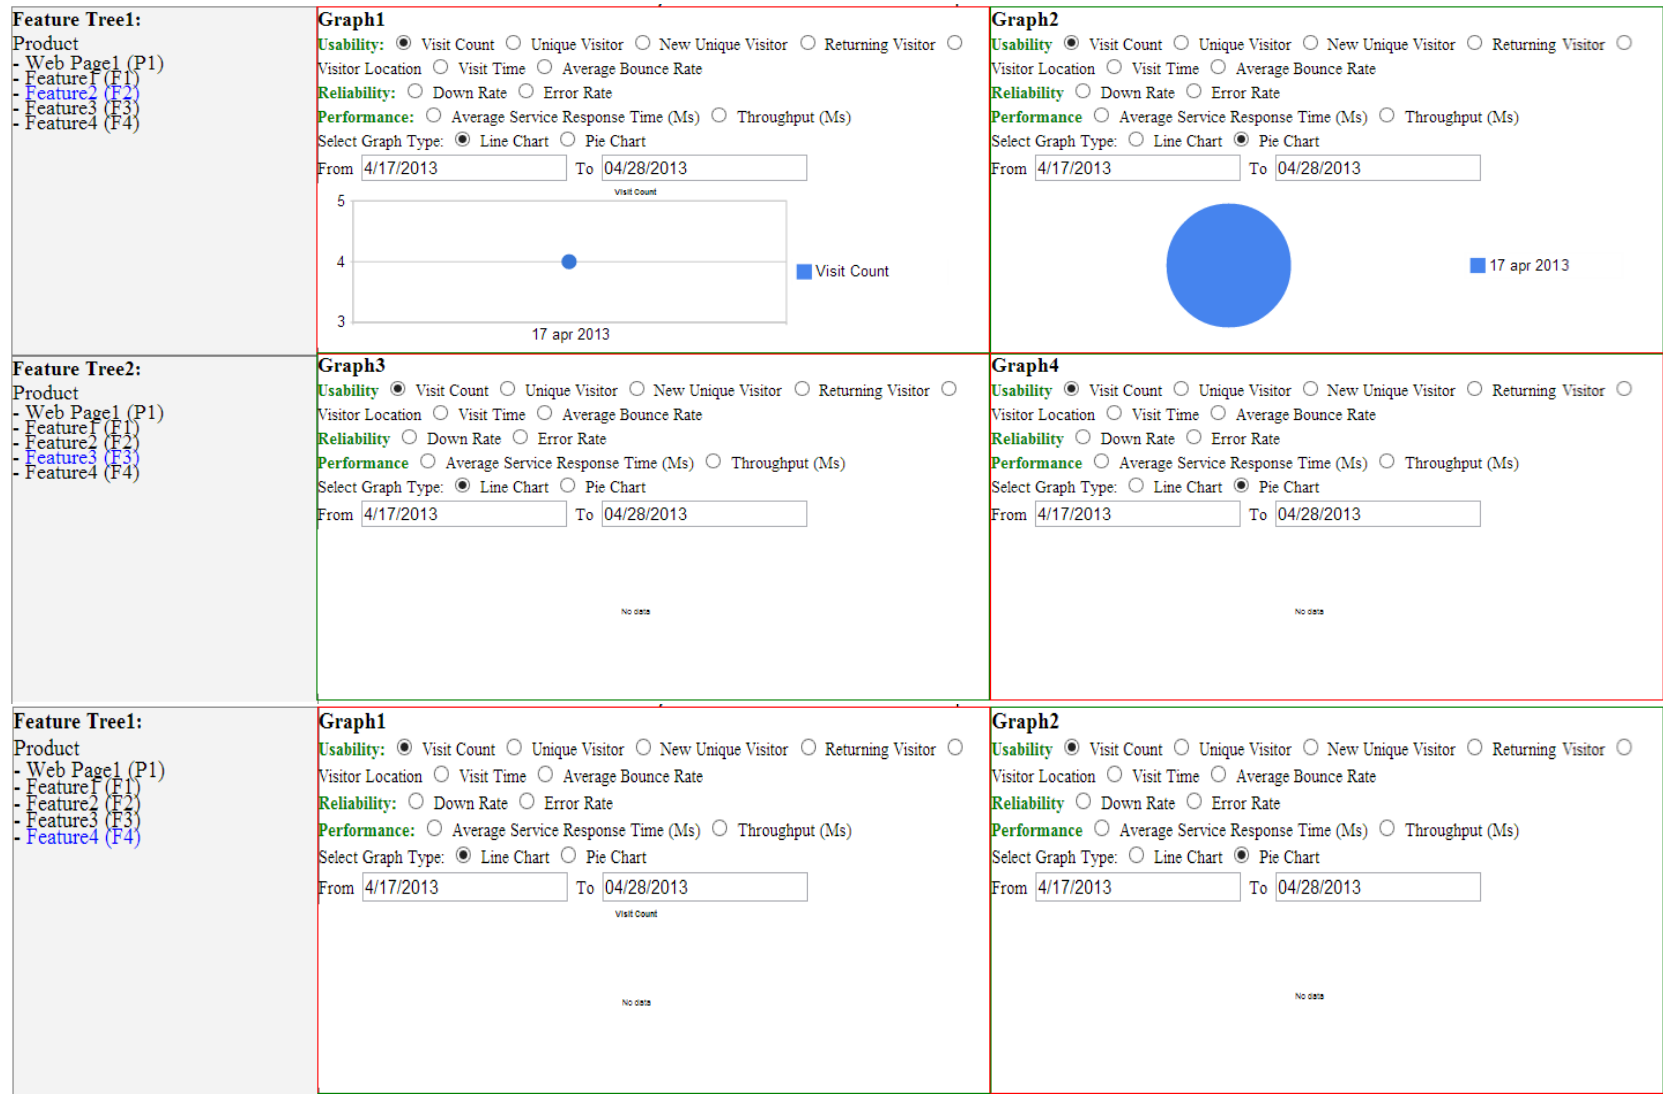 Feature Tree1:
Product
- Web Page1 (P1)
- Feature1 (F1)
- Feature2 (F2)
- Feature3 (F3)
- Feature4 (F4)
Graph1
Usability: Visit Count Unique Visitor New Unique Visitor Returning Visitor
Visitor Location Visit Time Average Bounce Rate
Reliability: Down Rate Error Rate
Performance: Average Service Response Time (Ms) Throughput (Ms)
Select Graph Type: Line Chart Pie Chart
From 4/17/2013 To 04/28/2013
Visit Count
5
4
3
17 apr 2013
Visit Count
Graph2
Usability Visit Count Unique Visitor New Unique Visitor Returning Visitor
Visitor Location Visit Time Average Bounce Rate
Reliability Down Rate Error Rate
Performance Average Service Response Time (Ms) Throughput (Ms)
Select Graph Type: Line Chart Pie Chart
From 4/17/2013 To 04/28/2013
17 apr 2013
Feature Tree2:
Product
- Web Page1 (P1)
- Feature1 (F1)
- Feature2 (F2)
- Feature3 (F3)
- Feature4 (F4)
Graph3
Usability Visit Count Unique Visitor New Unique Visitor Returning Visitor
Visitor Location Visit Time Average Bounce Rate
Reliability Down Rate Error Rate
Performance Average Service Response Time (Ms) Throughput (Ms)
Select Graph Type: Line Chart Pie Chart
From 4/17/2013 To 04/28/2013
No data
Graph4
Usability Visit Count Unique Visitor New Unique Visitor Returning Visitor
Visitor Location Visit Time Average Bounce Rate
Reliability Down Rate Error Rate
Performance Average Service Response Time (Ms) Throughput (Ms)
Select Graph Type: Line Chart Pie Chart
From 4/17/2013 To 04/28/2013
No data
Feature Tree1:
Product
- Web Page1 (P1)
- Feature1 (F1)
- Feature2 (F2)
- Feature3 (F3)
- Feature4 (F4)
Graph1
Usability: Visit Count Unique Visitor New Unique Visitor Returning Visitor
Visitor Location Visit Time Average Bounce Rate
Reliability: Down Rate Error Rate
Performance: Average Service Response Time (Ms) Throughput (Ms)
Select Graph Type: Line Chart Pie Chart
From 4/17/2013 To 04/28/2013
Visit Count
No data
Graph2
Usability Visit Count Unique Visitor New Unique Visitor Returning Visitor
Visitor Location Visit Time Average Bounce Rate
Reliability Down Rate Error Rate
Performance Average Service Response Time (Ms) Throughput (Ms)
Select Graph Type: Line Chart Pie Chart
From 4/17/2013 To 04/28/2013
No data